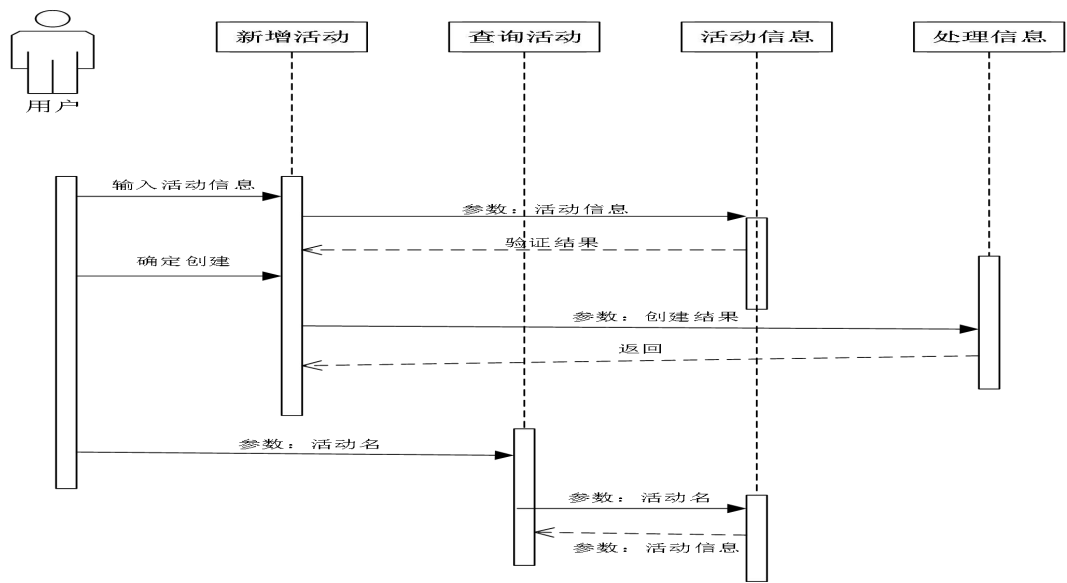 新增活动
查询活动
活动信息
处理信息
用户
输入活动信息
参数：活动信息
验证结果
确定创建
参数：创建结果
返回
参数：活动名
参数：活动名
参数：活动信息